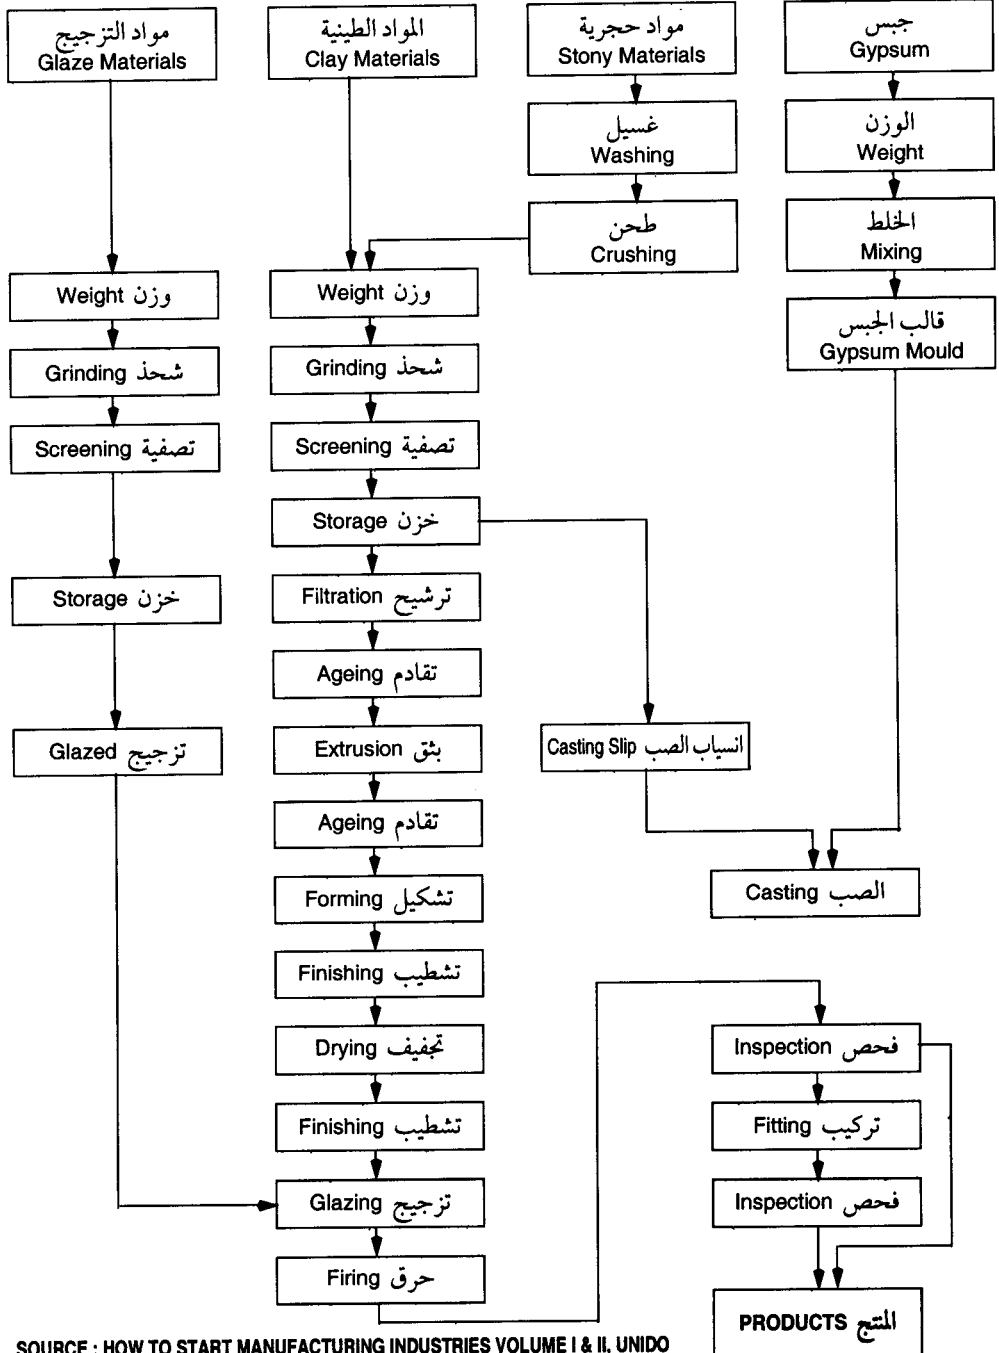 مواد التزجيج
Glaze Materials
المواد الطينية
Clay Materials
مواد حجرية
Stony Materials
جبس
Gypsum
غسيل
Washing
الوزن
Weight
طحن
Crushing
الخلط
Mixing
Weight وزن
Weight وزن
قالب الجبس
Gypsum Mould
Grinding شحذ
Grinding شحذ
Screening تصفية
Screening تصفية
Storage خزن
Storage خزن
Filtration ترشيح
Ageing تقادم
Glazed تزجيج
Extrusion بثق
Casting Slip انسياب الصب
Ageing تقادم
Forming تشكيل
Casting الصب
Finishing تشطيب
Drying تجفيف
Inspection فحص
Finishing تشطيب
Fitting تركيب
Glazing تزجيج
Inspection فحص
Firing حرق
PRODUCTS المنتج
SOURCE : HOW TO START MANUFACTURING INDUSTRIES VOLUME I & II, UNIDO